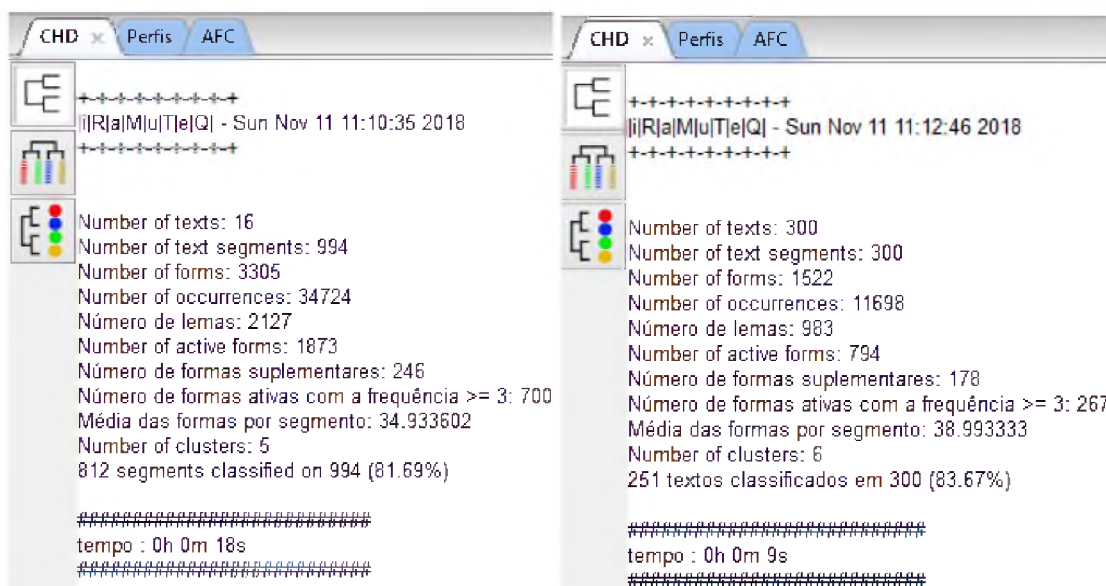 CHD × Perfis AFC
+-+-+-+-+-+-+-+-+
|i|R|a|M|u|T|e|Q| - Sun Nov 11 11:10:35 2018
+-+-+-+-+-+-+-+-+
Number of texts: 16
Number of text segments: 994
Number of forms: 3305
Number of occurrences: 34724
Número de lemas: 2127
Number of active forms: 1873
Número de formas suplementares: 246
Número de formas ativas com a frequência >= 3: 700
Média das formas por segmento: 34.933602
Number of clusters: 5
812 segments classified on 994 (81.69%)
###########################
tempo : 0h 0m 18s
###########################
CHD × Perfis AFC
+-+-+-+-+-+-+-+-+
|i|R|a|M|u|T|e|Q| - Sun Nov 11 11:12:46 2018
+-+-+-+-+-+-+-+-+
Number of texts: 300
Number of text segments: 300
Number of forms: 1522
Number of occurrences: 11698
Número de lemas: 983
Number of active forms: 794
Número de formas suplementares: 178
Número de formas ativas com a frequência >= 3: 267
Média das formas por segmento: 38.993333
Number of clusters: 6
251 textos classificados em 300 (83.67%)
###########################
tempo : 0h 0m 9s
###########################